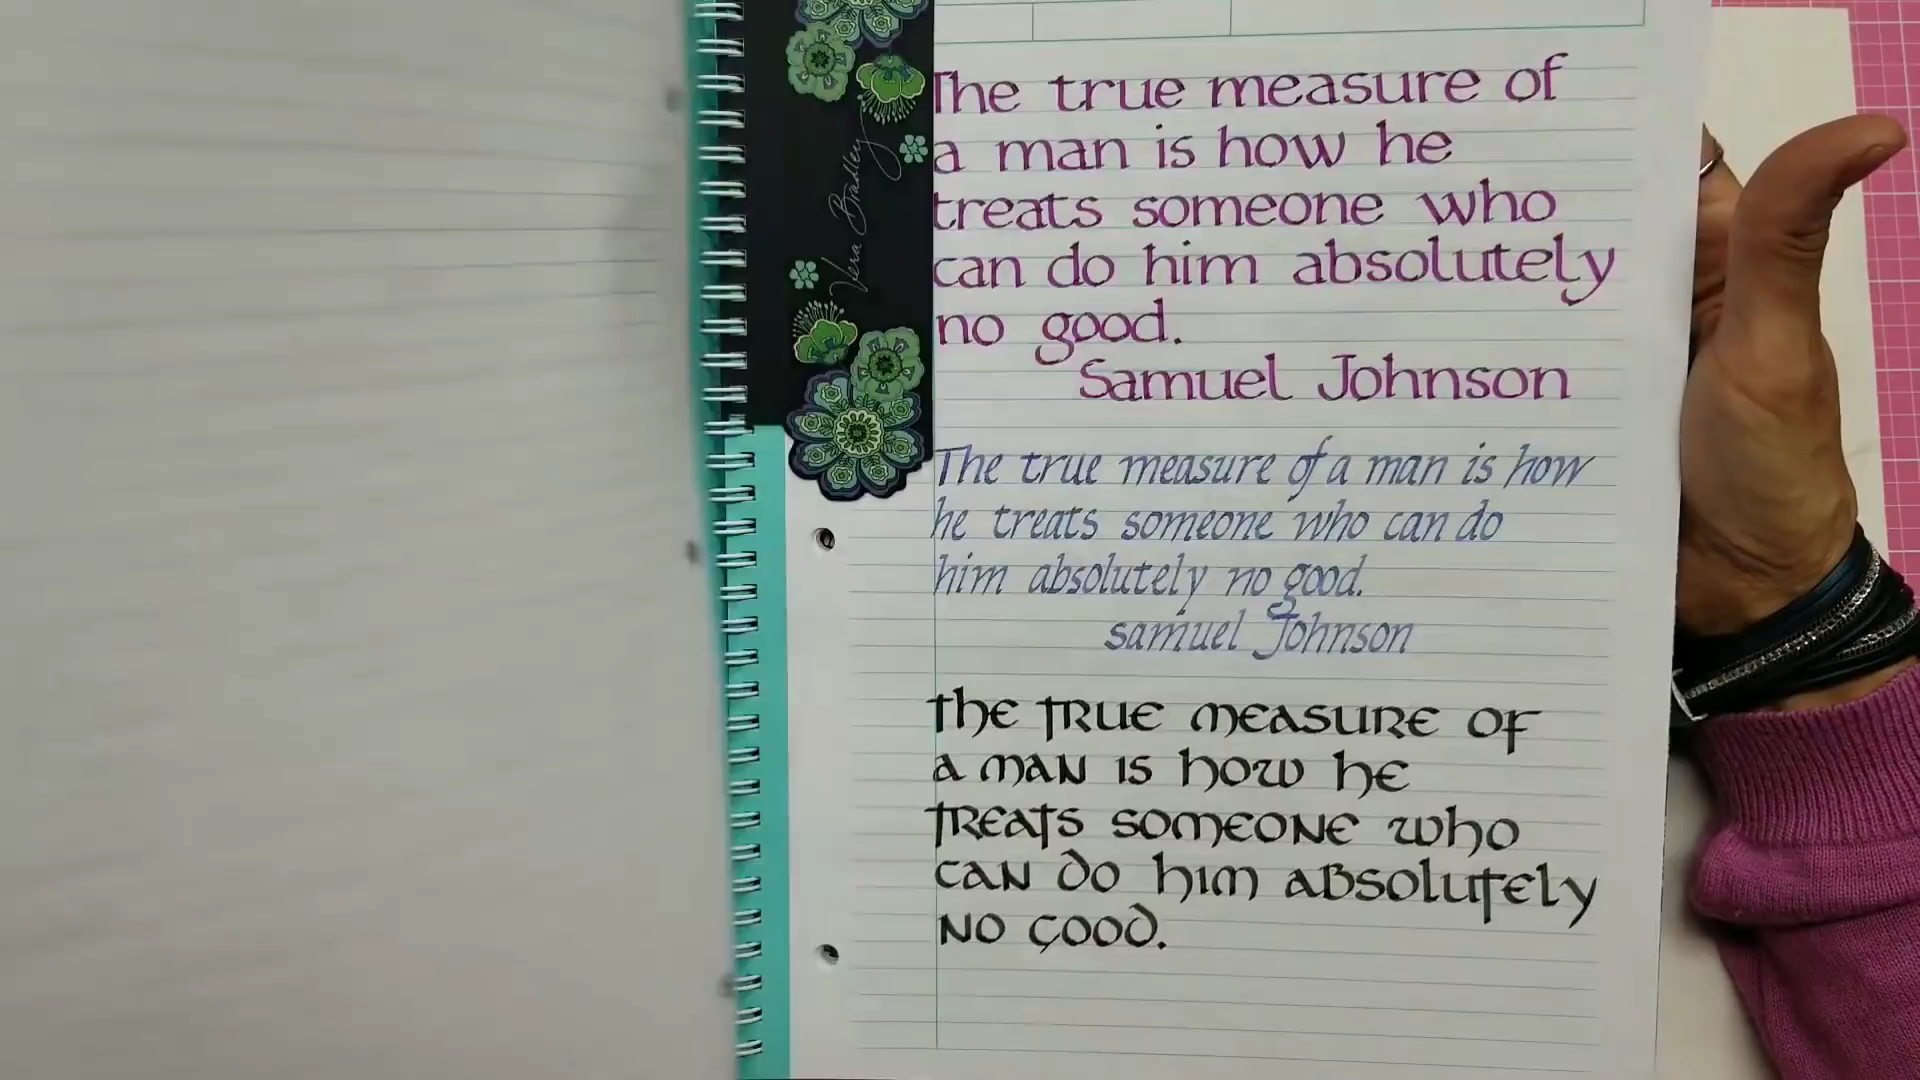 Vera Bradley
The true measure of
a man is how he
treats someone who
can do him absolutely
no good.
Samuel Johnson
The true measure of a man is how
he treats someone who can do
him absolutely no good.
samuel Johnson
the true measure of
a man is how he
treats someone who
can do him absolutely
no good.